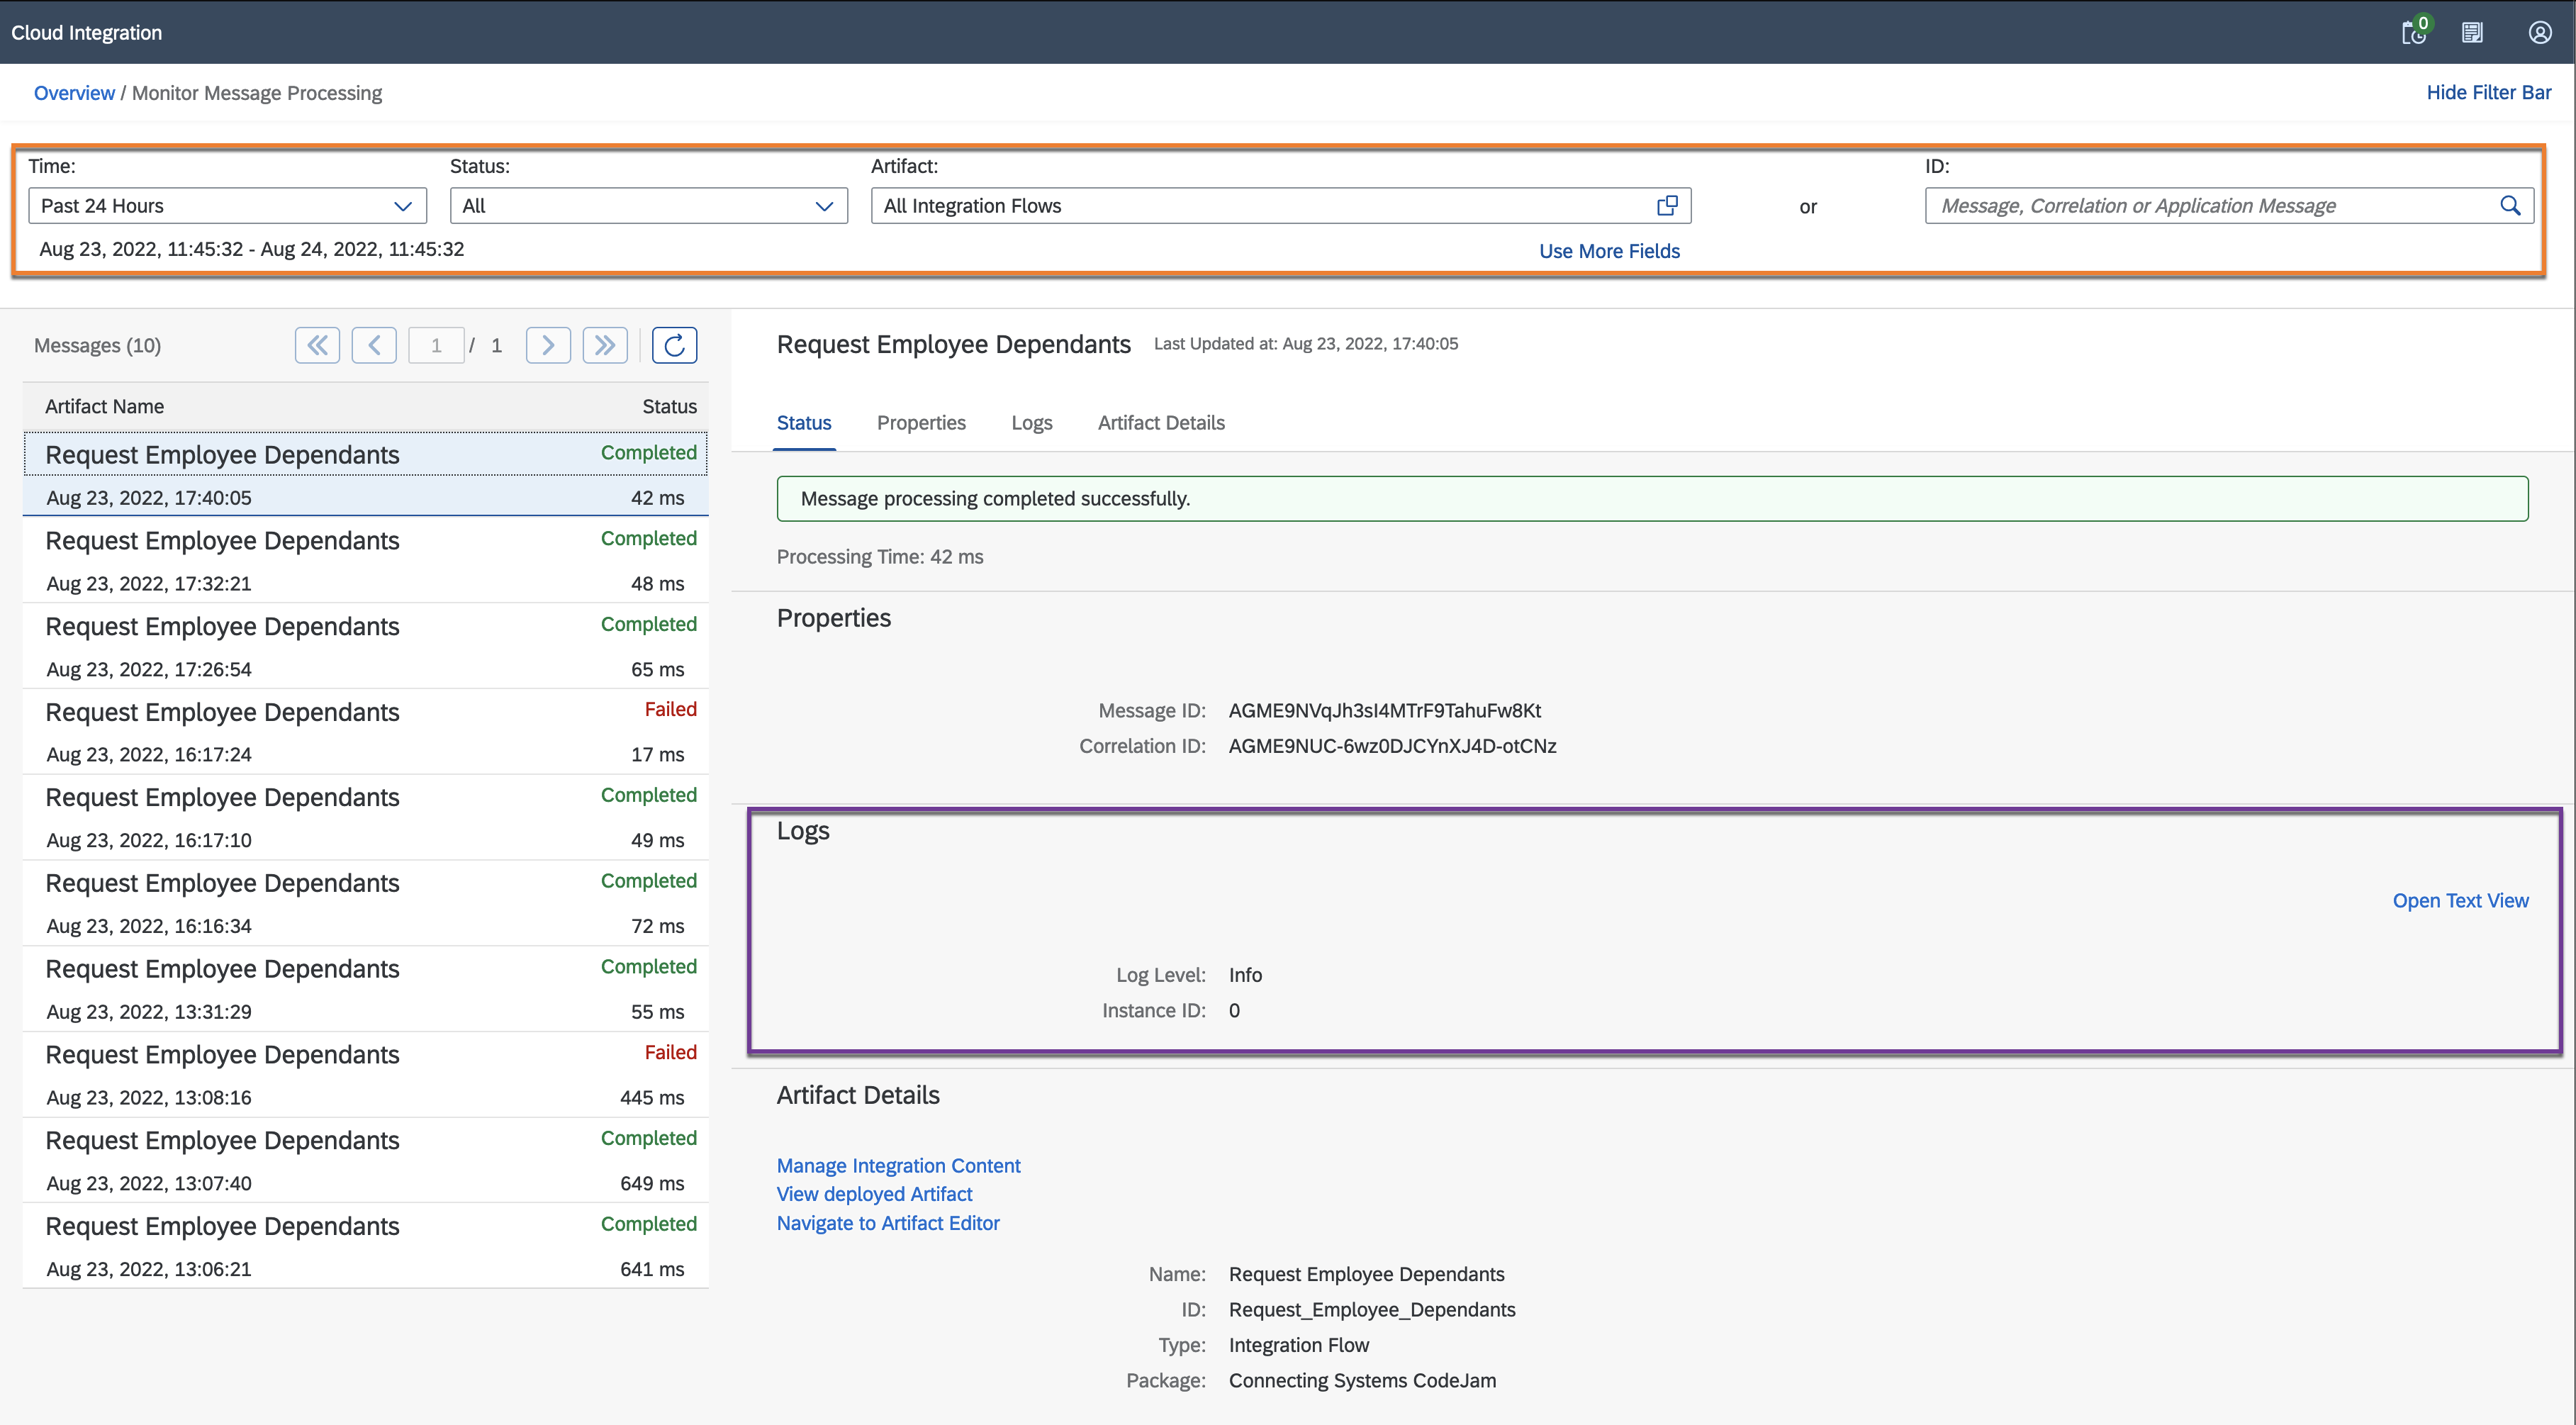 Cloud Integration
0
Overview / Monitor Message Processing
Hide Filter Bar
Time:
Status:
Artifact:
ID:
Past 24 Hours
All
All Integration Flows
or
Message, Correlation or Application Message
Aug 23, 2022, 11:45:32 - Aug 24, 2022, 11:45:32
Use More Fields
Messages (10)
1 / 1
Artifact Name
Status
Request Employee Dependants
Completed
Aug 23, 2022, 17:40:05
42 ms
Request Employee Dependants
Completed
Aug 23, 2022, 17:32:21
48 ms
Request Employee Dependants
Completed
Aug 23, 2022, 17:26:54
65 ms
Request Employee Dependants
Failed
Aug 23, 2022, 16:17:24
17 ms
Request Employee Dependants
Completed
Aug 23, 2022, 16:17:10
49 ms
Request Employee Dependants
Completed
Aug 23, 2022, 16:16:34
72 ms
Request Employee Dependants
Completed
Aug 23, 2022, 13:31:29
55 ms
Request Employee Dependants
Failed
Aug 23, 2022, 13:08:16
445 ms
Request Employee Dependants
Completed
Aug 23, 2022, 13:07:40
649 ms
Request Employee Dependants
Completed
Aug 23, 2022, 13:06:21
641 ms
Request Employee Dependants
Last Updated at: Aug 23, 2022, 17:40:05
Status
Properties
Logs
Artifact Details
Message processing completed successfully.
Processing Time: 42 ms
Properties
Message ID: AGME9NVqJh3sI4MTrF9TahuFw8Kt
Correlation ID: AGME9NUC-6wz0DJCYnXJ4D-otCNz
Logs
Open Text View
Log Level: Info
Instance ID: 0
Artifact Details
Manage Integration Content
View deployed Artifact
Navigate to Artifact Editor
Name: Request Employee Dependants
ID: Request_Employee_Dependants
Type: Integration Flow
Package: Connecting Systems CodeJam